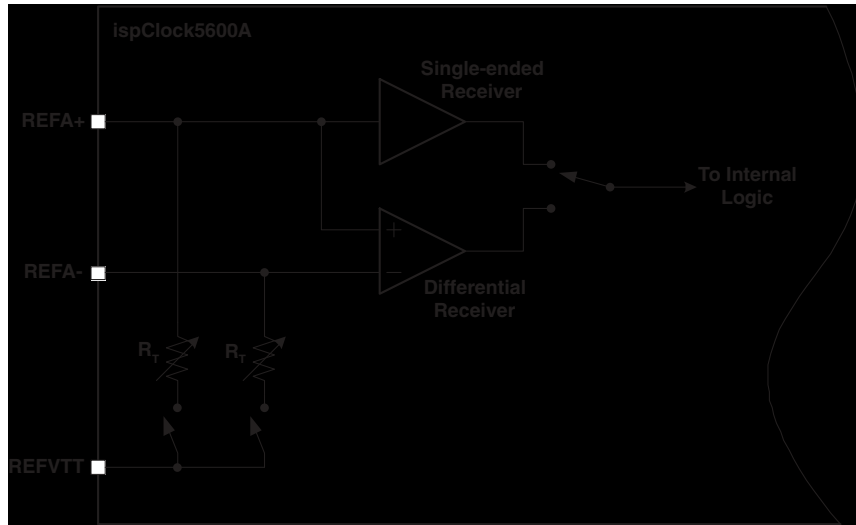 ispClock5600A
Single-ended
Receiver
REFA+
To Internal
Logic
+
REFA-
−
Differential
Receiver
RT
RT
REFVTT